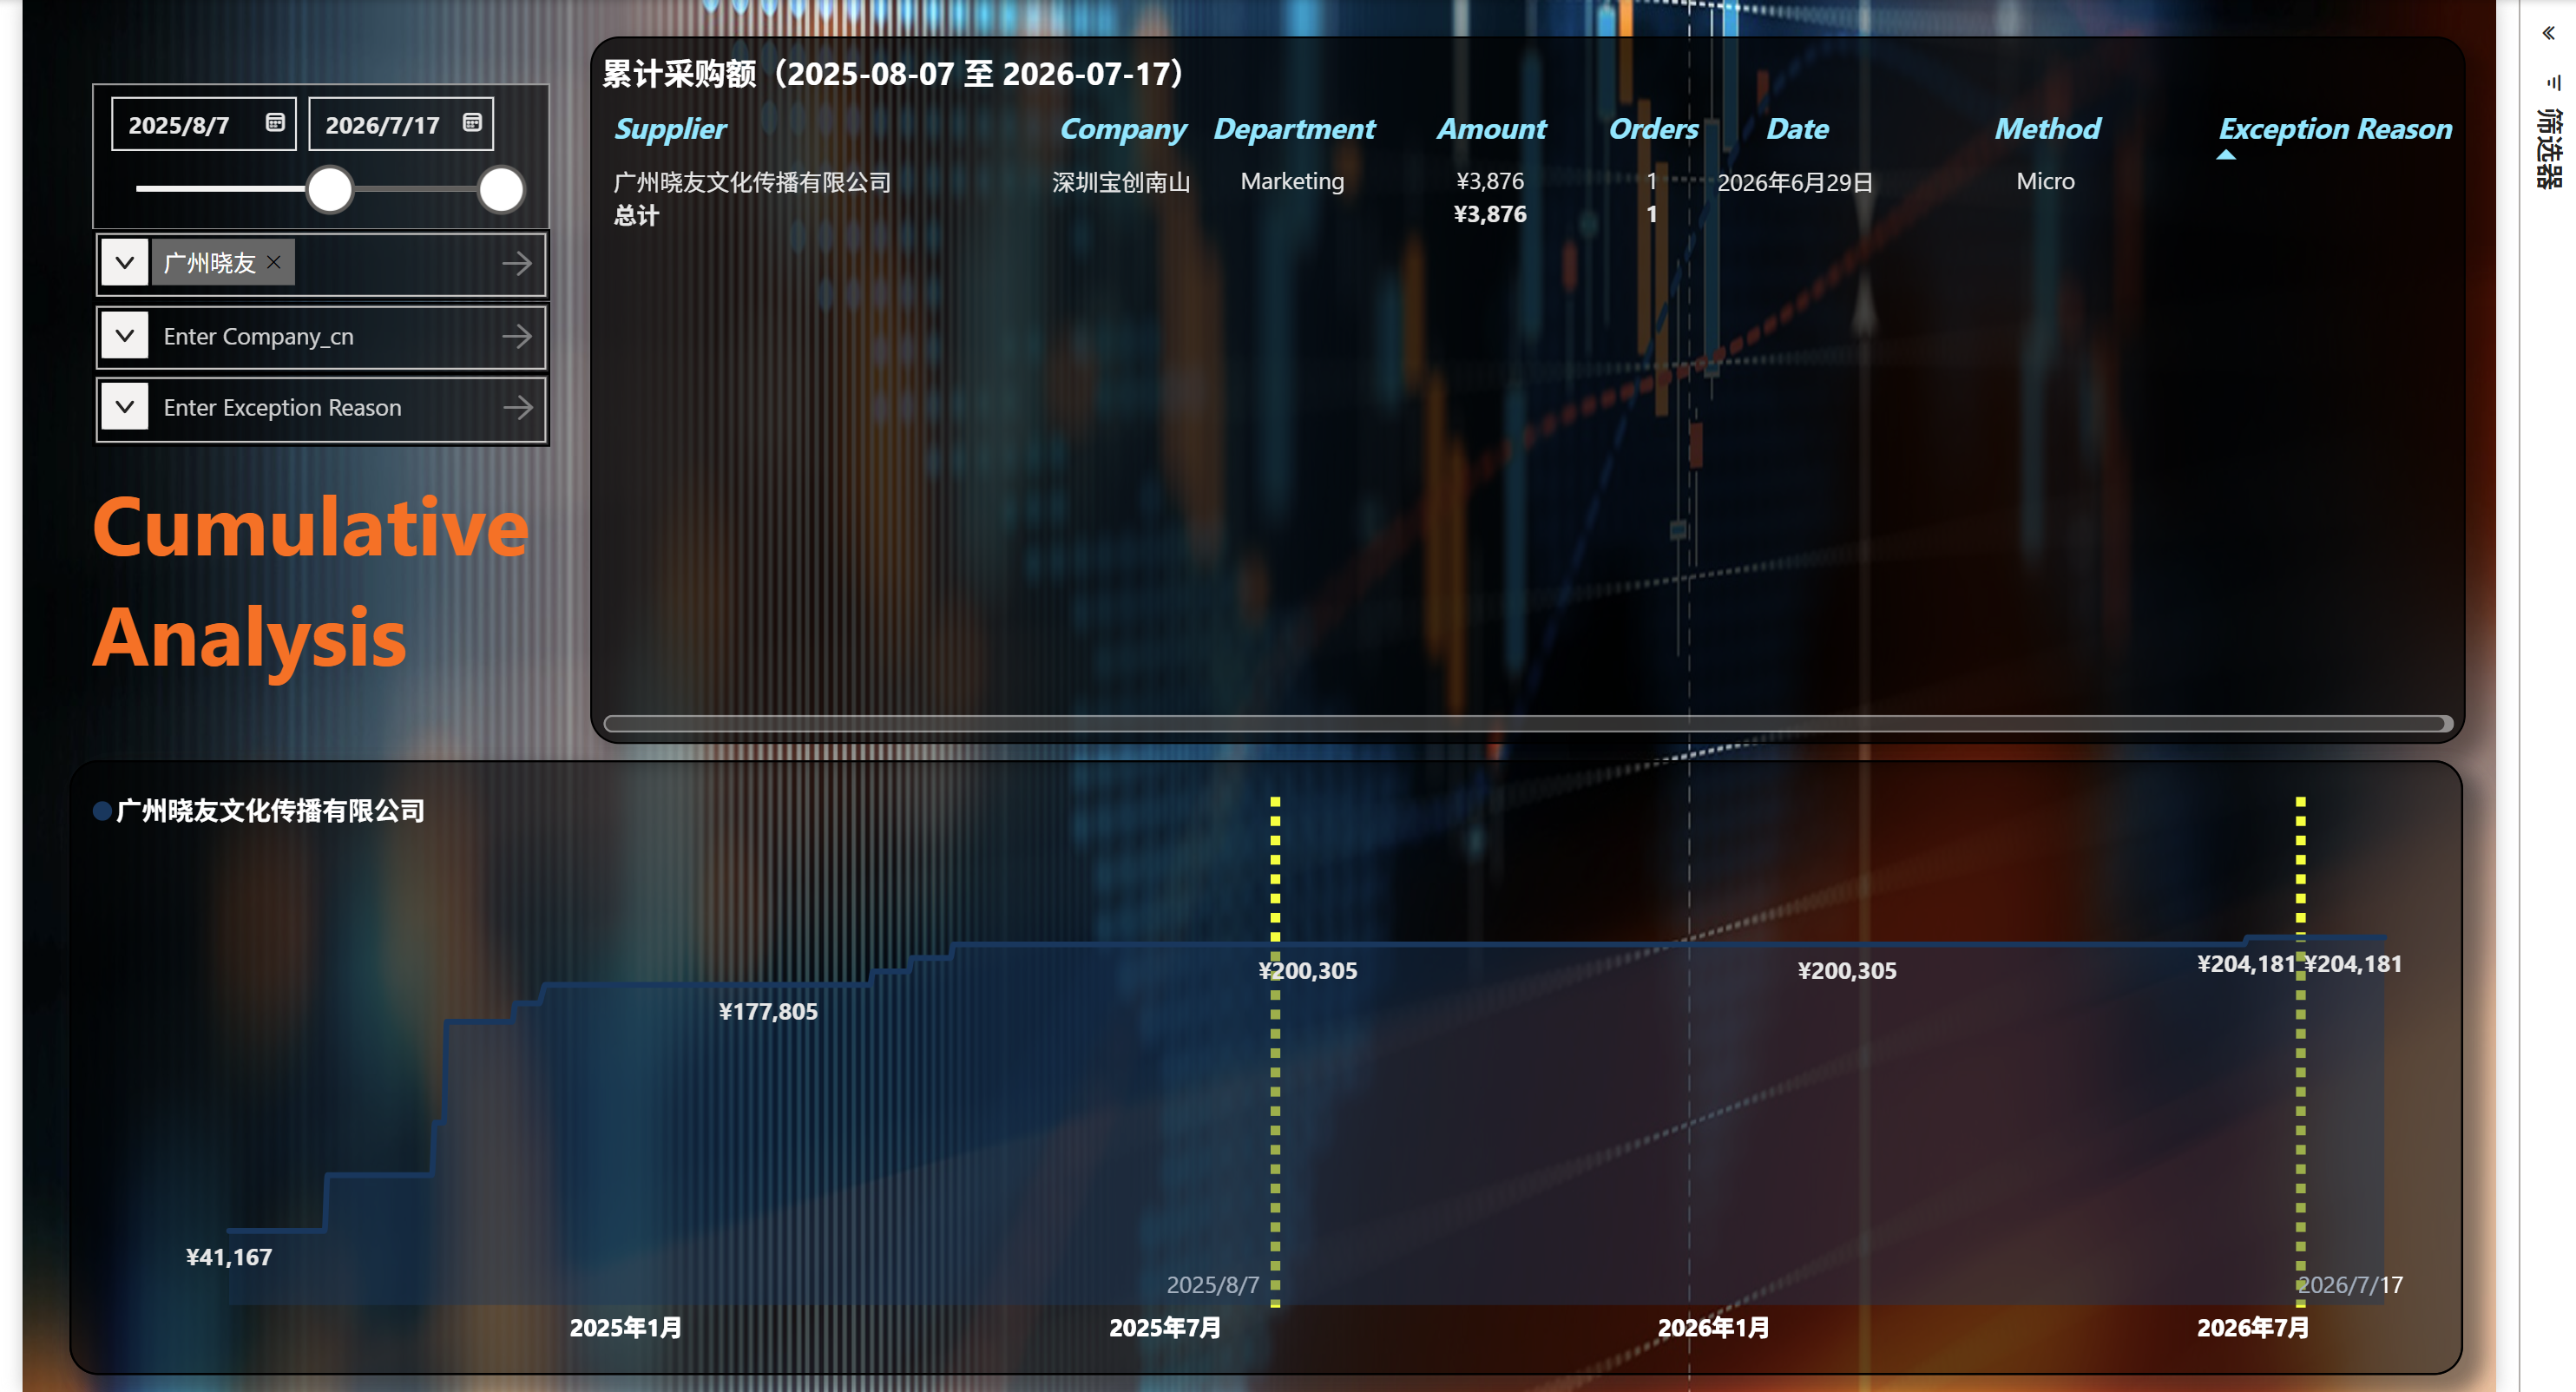 2025/8/7
2026/7/17
广州晓友
Enter Company_cn
Enter Exception Reason
Cumulative
Analysis
累计采购额（2025-08-07 至 2026-07-17）
Supplier Company Department Amount Orders Date Method Exception Reason
广州晓友文化传播有限公司 深圳宝创南山 Marketing ¥3,876 1 2026年6月29日 Micro
总计 ¥3,876 1
筛选器
广州晓友文化传播有限公司
¥200,305 ¥200,305 ¥204,181 ¥204,181
¥177,805
¥41,167
2025/8/7 2026/7/17
2025年1月 2025年7月 2026年1月 2026年7月